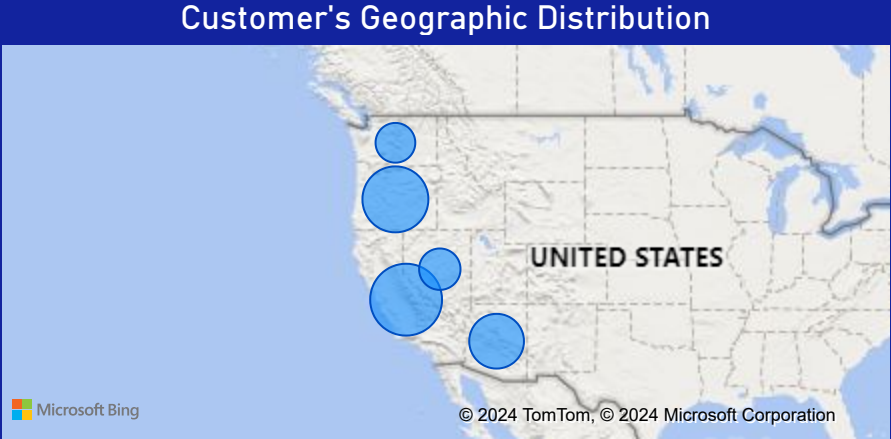 Customer's Geographic Distribution
UNITED STATES
Microsoft Bing
© 2024 TomTom, © 2024 Microsoft Corporation